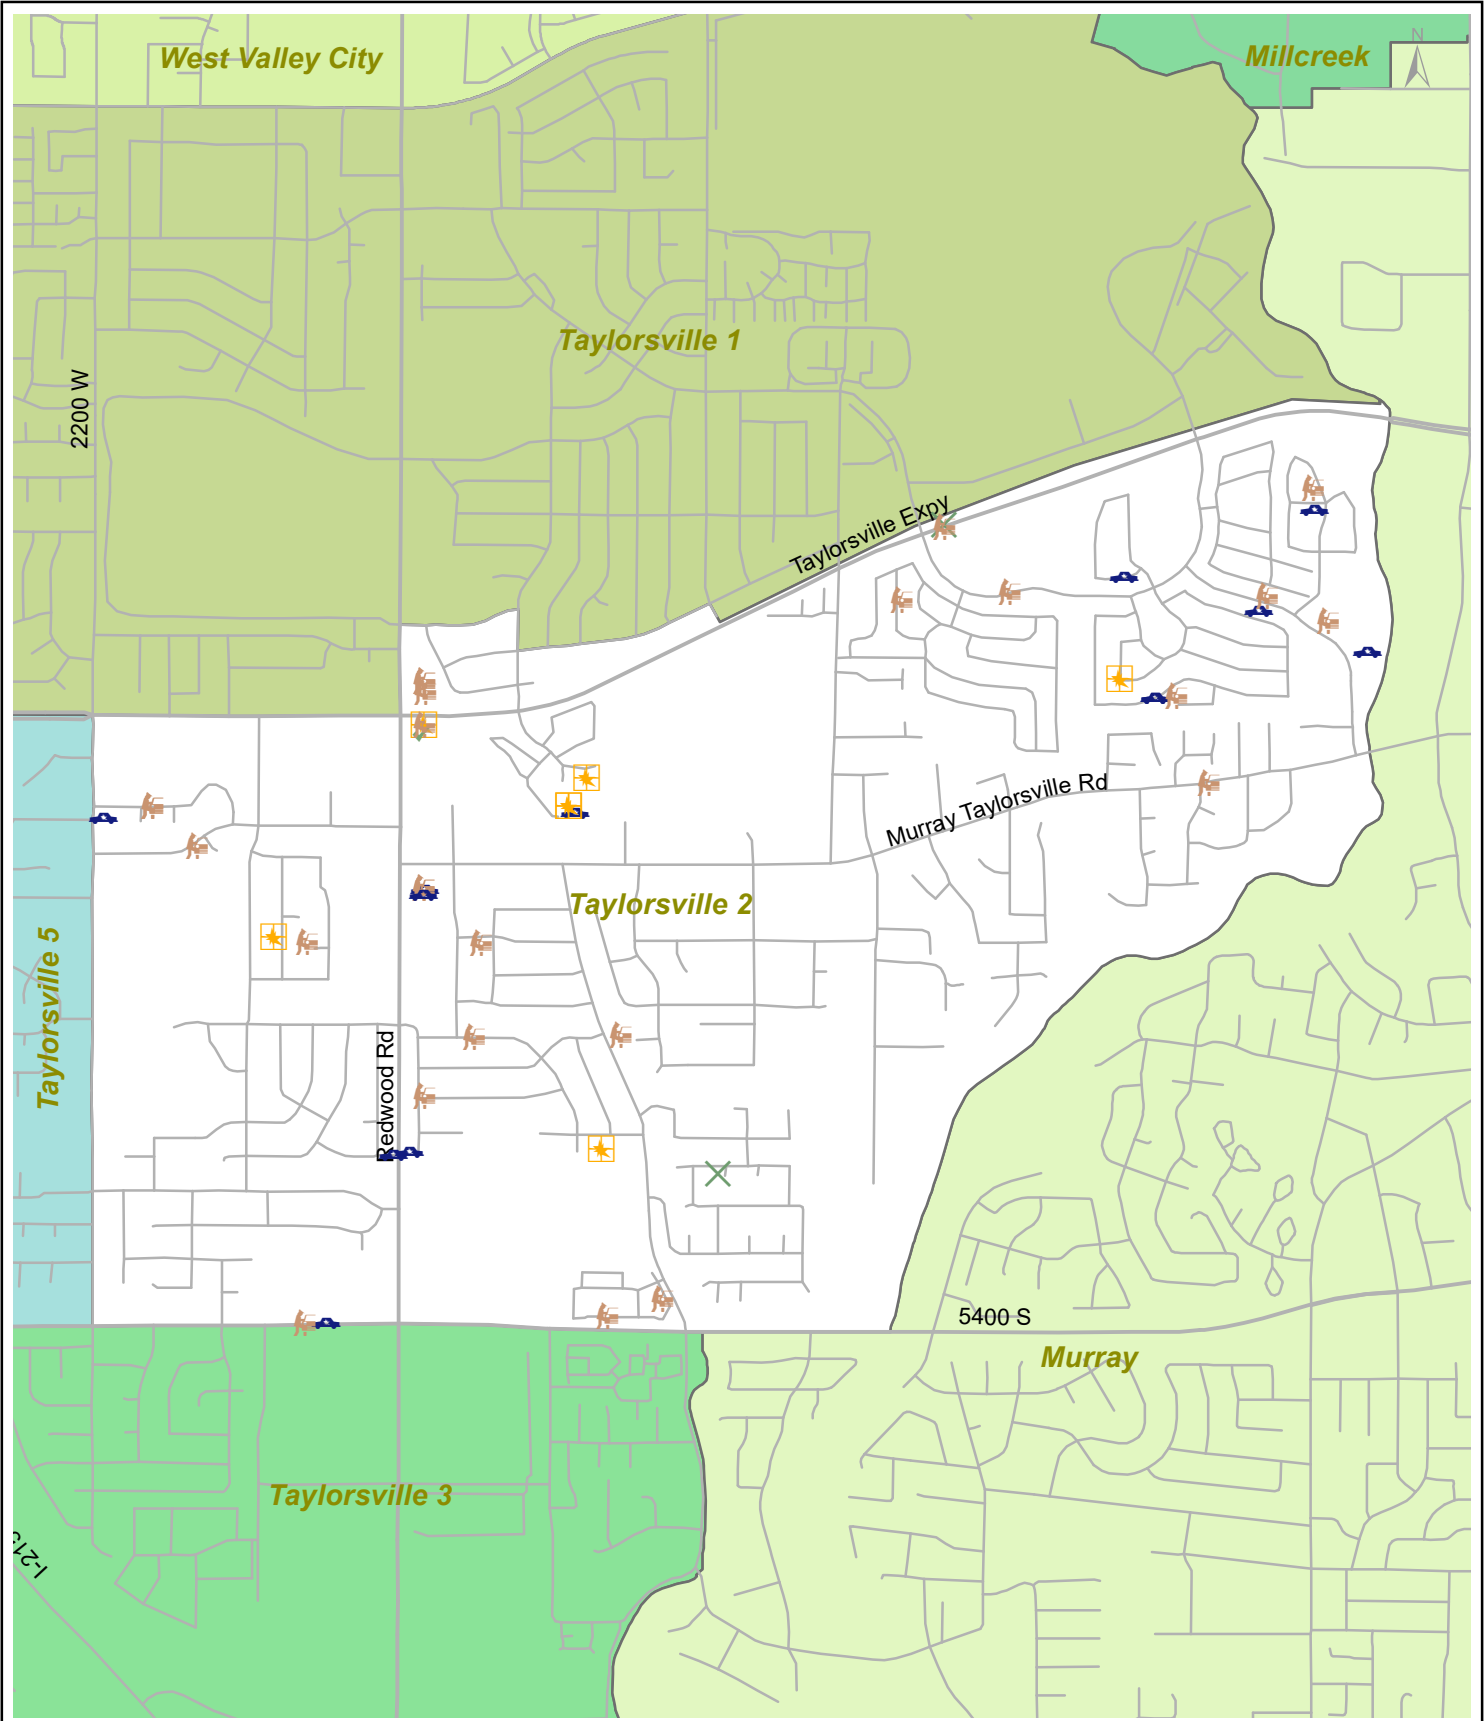 West Valley City
Millcreek
N
Taylorsville 1
2200 W
Taylorsville Expy
Murray Taylorsville Rd
Taylorsville 2
Taylorsville 5
Redwood Rd
5400 S
Murray
Taylorsville 3
I-215